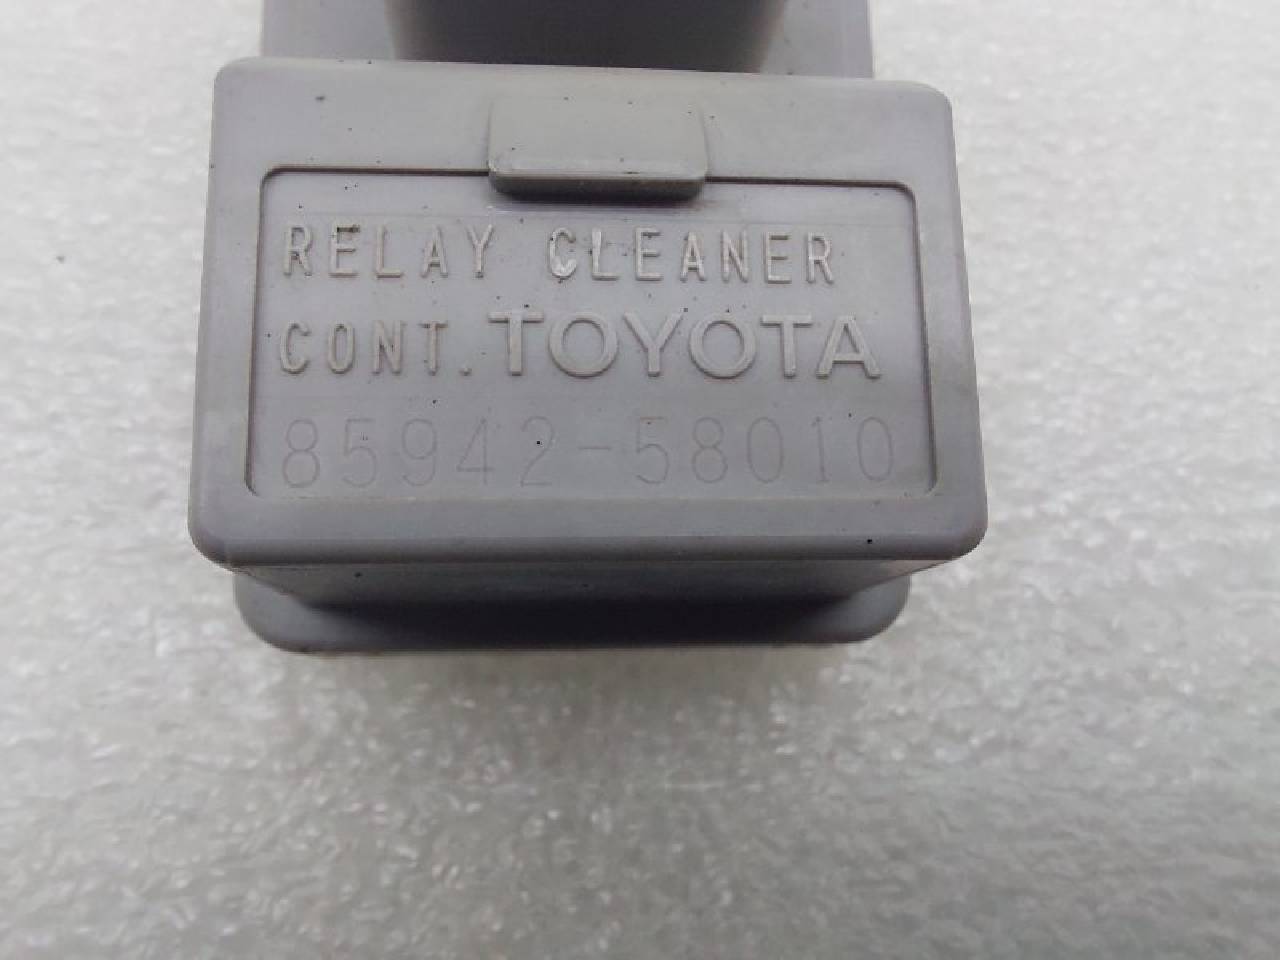 RELAY CLEANER
CONT. TOYOTA
85942-58010